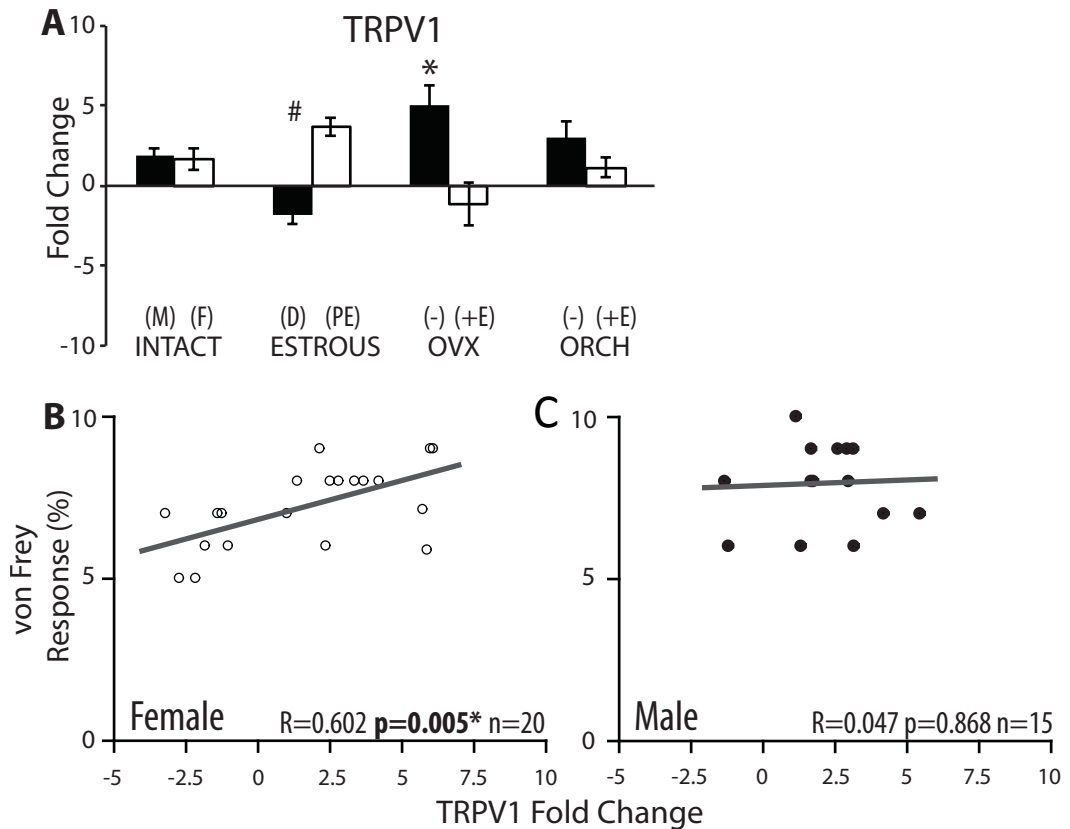 A
TRPV1
Fold Change
10
5
0
-5
-10
#
*
(M) (F) (D) (PE) (-) (+E) (-) (+E)
INTACT ESTROUS OVX ORCH
B
von Frey
Response (%)
10
5
0
Female R=0.602 p=0.005* n=20
-5 -2.5 0 2.5 5 7.5 10
C
10
5
0
Male R=0.047 p=0.868 n=15
-5 -2.5 0 2.5 5 7.5 10
TRPV1 Fold Change